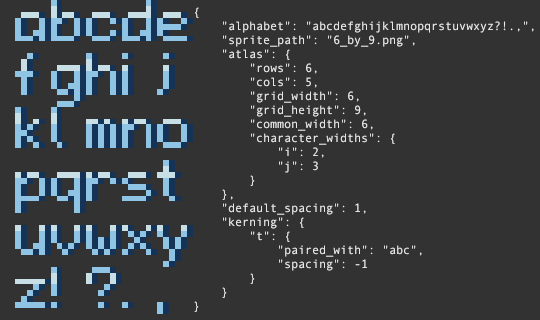 abcde
fghij
klmno
pqrst
uvwxy
z!?.,
{
"alphabet": "abcdefghijklmnopqrstuvwxyz?!.,",
"sprite_path": "6_by_9.png",
"atlas": {
"rows": 6,
"cols": 5,
"grid_width": 6,
"grid_height": 9,
"common_width": 6,
"character_widths": {
"i": 2,
"j": 3
}
},
"default_spacing": 1,
"kerning": {
"t": {
"paired_with": "abc",
"spacing": -1
}
}
}